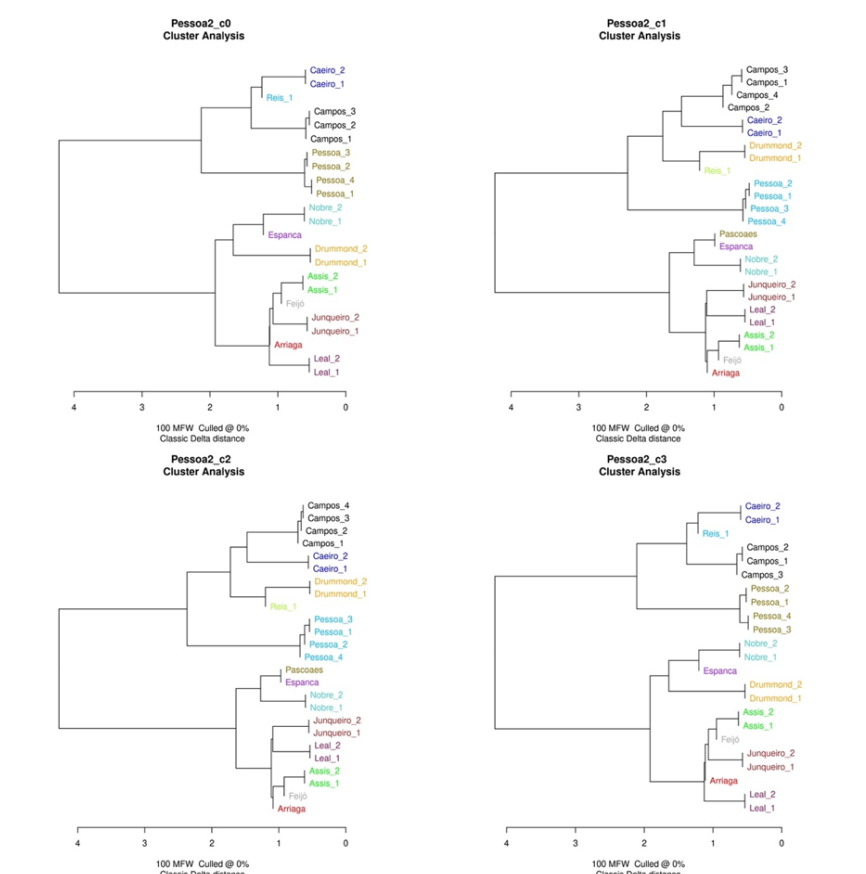 Pessoa2_c0
Cluster Analysis
Caeiro_2
Caeiro_1
Reis_1
Campos_3
Campos_2
Campos_1
Pessoa_3
Pessoa_2
Pessoa_4
Pessoa_1
Nobre_2
Nobre_1
Espanca
Drummond_2
Drummond_1
Assis_2
Assis_1
Feijó
Junqueiro_2
Junqueiro_1
Arriaga
Leal_2
Leal_1
4 3 2 1 0
100 MFW Culled @ 0%
Classic Delta distance
Pessoa2_c1
Cluster Analysis
Campos_3
Campos_1
Campos_4
Campos_2
Caeiro_2
Caeiro_1
Drummond_2
Drummond_1
Reis_1
Pessoa_2
Pessoa_1
Pessoa_3
Pessoa_4
Pascoaes
Espanca
Nobre_2
Nobre_1
Junqueiro_2
Junqueiro_1
Leal_2
Leal_1
Assis_2
Assis_1
Feijó
Arriaga
4 3 2 1 0
100 MFW Culled @ 0%
Classic Delta distance
Pessoa2_c2
Cluster Analysis
Campos_4
Campos_3
Campos_2
Campos_1
Caeiro_2
Caeiro_1
Drummond_2
Drummond_1
Reis_1
Pessoa_3
Pessoa_1
Pessoa_2
Pessoa_4
Pascoaes
Espanca
Nobre_2
Nobre_1
Junqueiro_2
Junqueiro_1
Leal_2
Leal_1
Assis_2
Assis_1
Feijó
Arriaga
4 3 2 1 0
100 MFW Culled @ 0%
Classic Delta distance
Pessoa2_c3
Cluster Analysis
Caeiro_2
Caeiro_1
Reis_1
Campos_2
Campos_1
Campos_3
Pessoa_2
Pessoa_1
Pessoa_4
Pessoa_3
Nobre_2
Nobre_1
Espanca
Drummond_2
Drummond_1
Assis_2
Assis_1
Feijó
Junqueiro_2
Junqueiro_1
Arriaga
Leal_2
Leal_1
4 3 2 1 0
100 MFW Culled @ 0%
Classic Delta distance